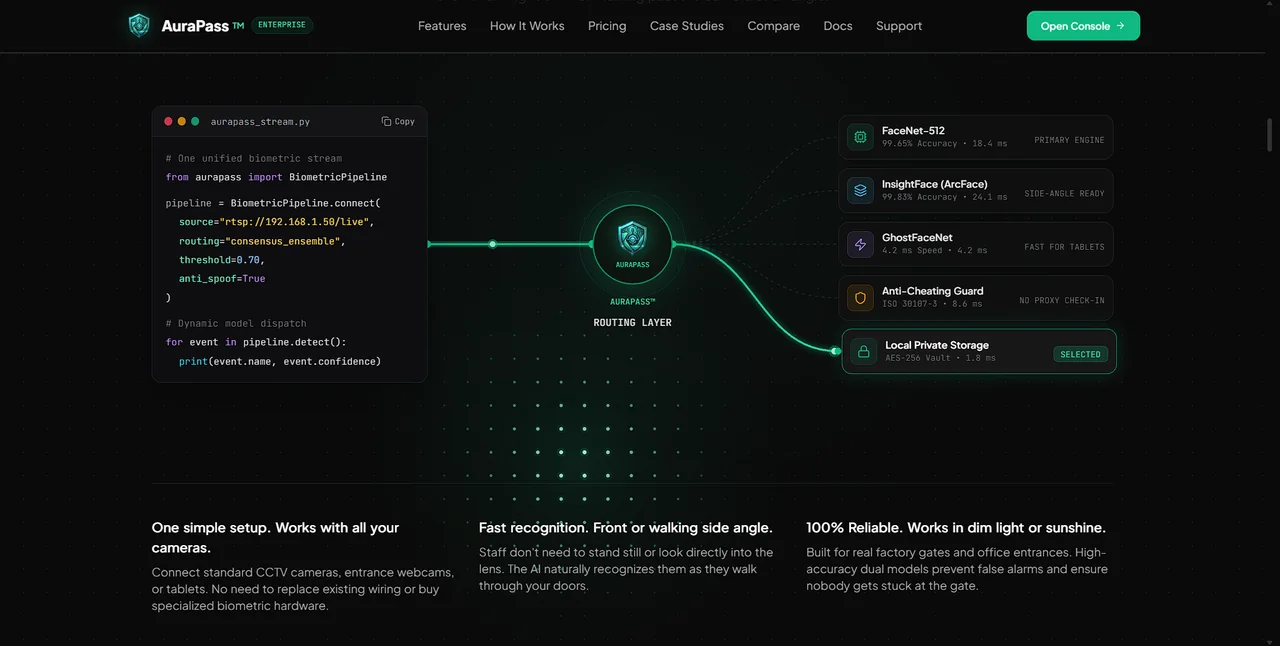 AuraPass™ ENTERPRISE
Features How It Works Pricing Case Studies Compare Docs Support
Open Console →
aurapass_stream.py
Copy
# One unified biometric stream
from aurapass import BiometricPipeline
pipeline = BiometricPipeline.connect(
source="rtsp://192.168.1.50/live",
routing="consensus_ensemble",
threshold=0.70,
anti_spoof=True
)
# Dynamic model dispatch
for event in pipeline.detect():
print(event.name, event.confidence)
AURAPASS
AURAPASS™
ROUTING LAYER
FaceNet-512
99.65% Accuracy • 18.4 ms
PRIMARY ENGINE
InsightFace (ArcFace)
99.83% Accuracy • 24.1 ms
SIDE-ANGLE READY
GhostFaceNet
4.2 ms Speed • 4.2 ms
FAST FOR TABLETS
Anti-Cheating Guard
ISO 30107-3 • 8.6 ms
NO PROXY CHECK-IN
Local Private Storage
AES-256 Vault • 1.8 ms
SELECTED
One simple setup. Works with all your
cameras.
Connect standard CCTV cameras, entrance webcams,
or tablets. No need to replace existing wiring or buy
specialized biometric hardware.
Fast recognition. Front or walking side angle.
Staff don't need to stand still or look directly into the
lens. The AI naturally recognizes them as they walk
through your doors.
100% Reliable. Works in dim light or sunshine.
Built for real factory gates and office entrances. High-
accuracy dual models prevent false alarms and ensure
nobody gets stuck at the gate.